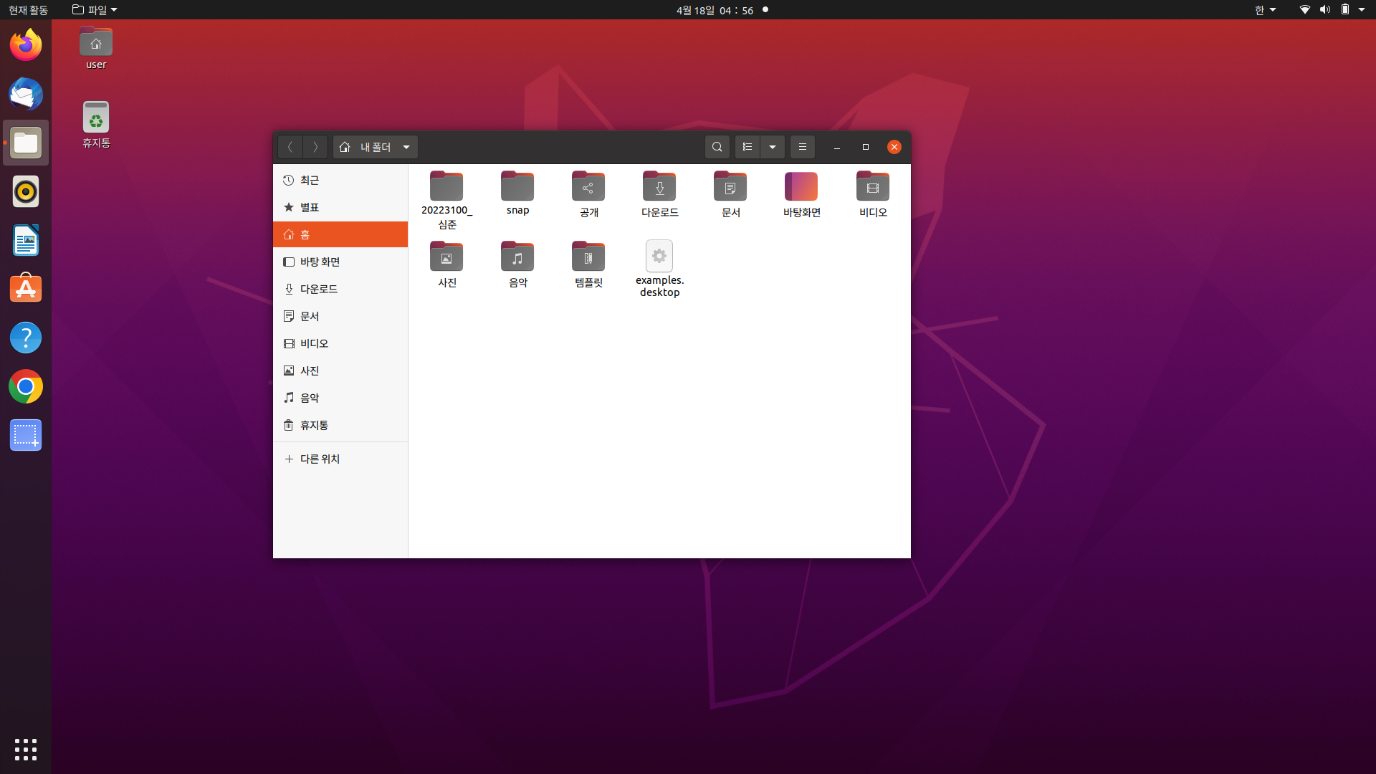 현재 활동
파일
4월 18일 04 : 56
한
user
휴지통
내 폴더
최근
별표
홈
바탕 화면
다운로드
문서
비디오
사진
음악
휴지통
다른 위치
20223100_
심준
snap
공개
다운로드
문서
바탕화면
비디오
사진
음악
템플릿
examples.
desktop